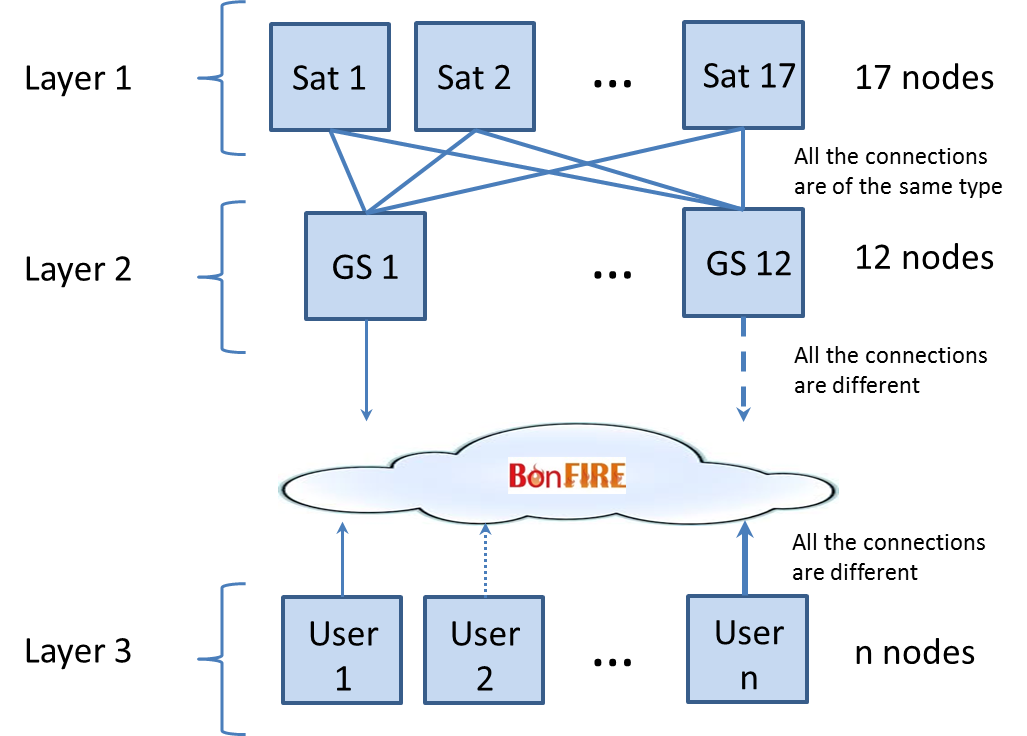 Layer 1
Sat 1
Sat 2
...
Sat 17
17 nodes
All the connections
are of the same type
Layer 2
GS 1
...
GS 12
12 nodes
All the connections
are different
BonFIRE
All the connections
are different
Layer 3
User
1
User
2
...
User
n
n nodes